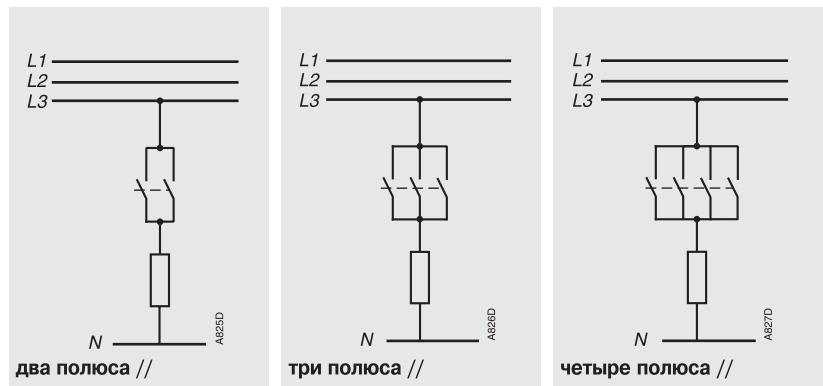 L1
L2
L3
N
A825D
два полюса //
L1
L2
L3
N
A826D
три полюса //
L1
L2
L3
N
A827D
четыре полюса //